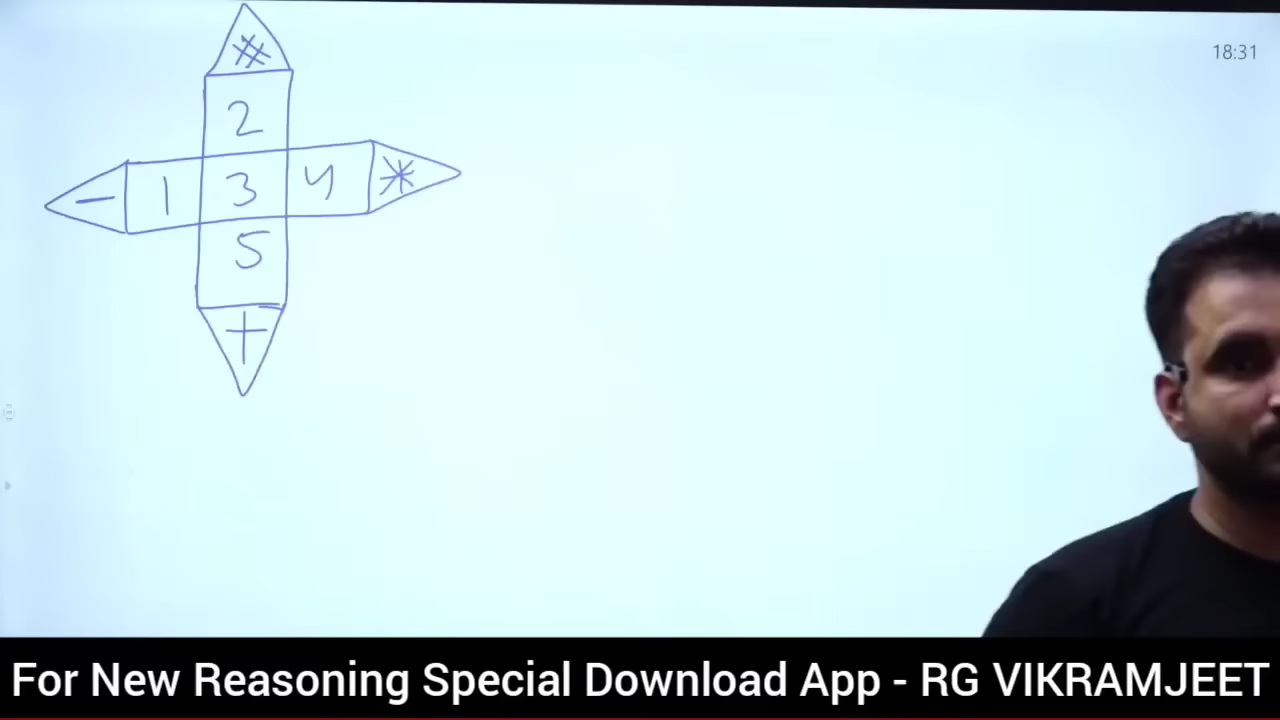 18:31
#
2
- 1 3 4 *
5
+
For New Reasoning Special Download App - RG VIKRAMJEET